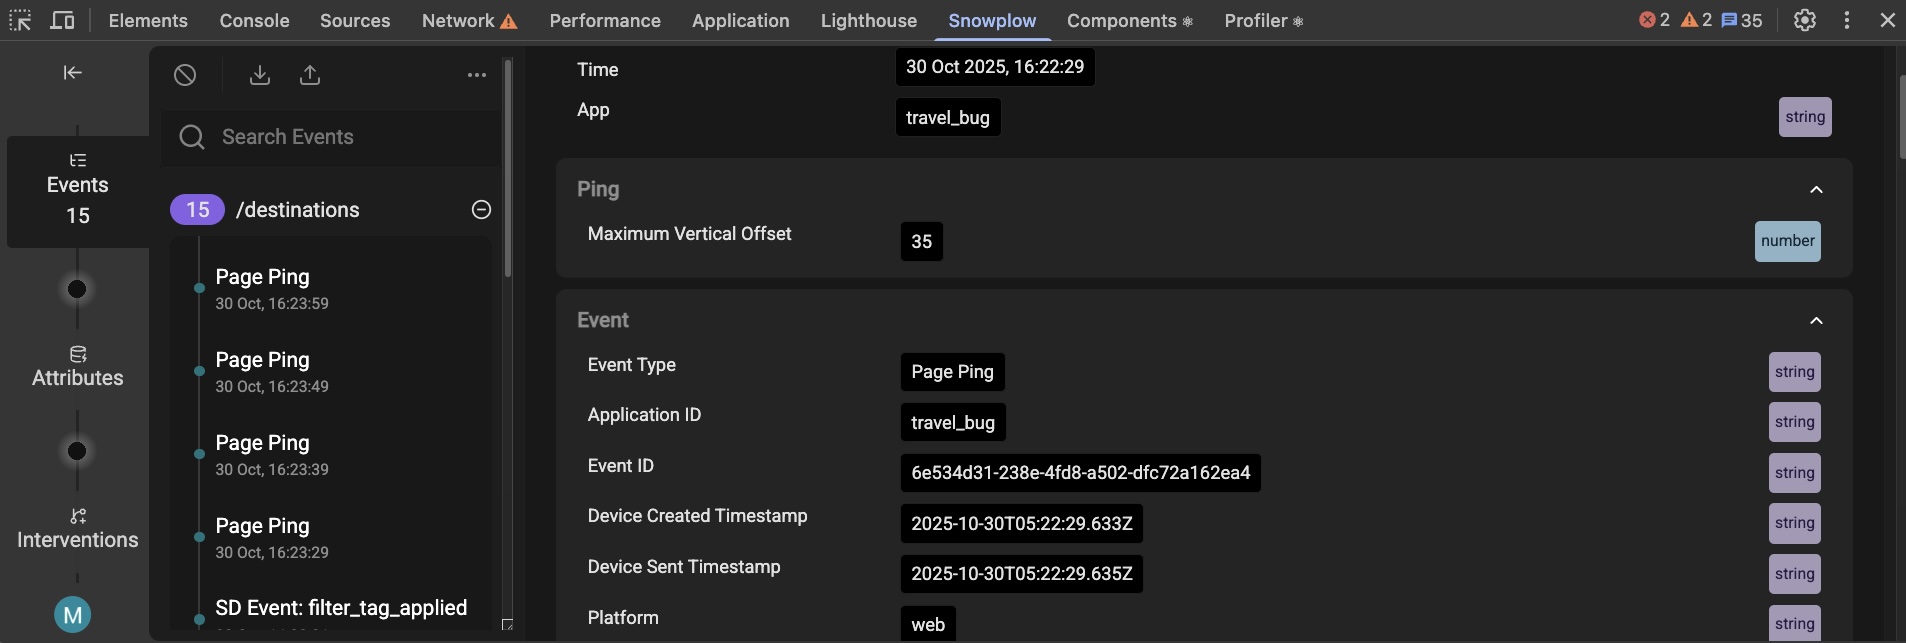 Elements Console Sources Network Performance Application Lighthouse Snowplow Components Profiler 2 2 35
Events
15
Attributes
Interventions
M
Search Events
15 /destinations
Page Ping
30 Oct, 16:23:59
Page Ping
30 Oct, 16:23:49
Page Ping
30 Oct, 16:23:39
Page Ping
30 Oct, 16:23:29
SD Event: filter_tag_applied
Time 30 Oct 2025, 16:22:29
App travel_bug string
Ping
Maximum Vertical Offset 35 number
Event
Event Type Page Ping string
Application ID travel_bug string
Event ID 6e534d31-238e-4fd8-a502-dfc72a162ea4 string
Device Created Timestamp 2025-10-30T05:22:29.633Z string
Device Sent Timestamp 2025-10-30T05:22:29.635Z string
Platform web string